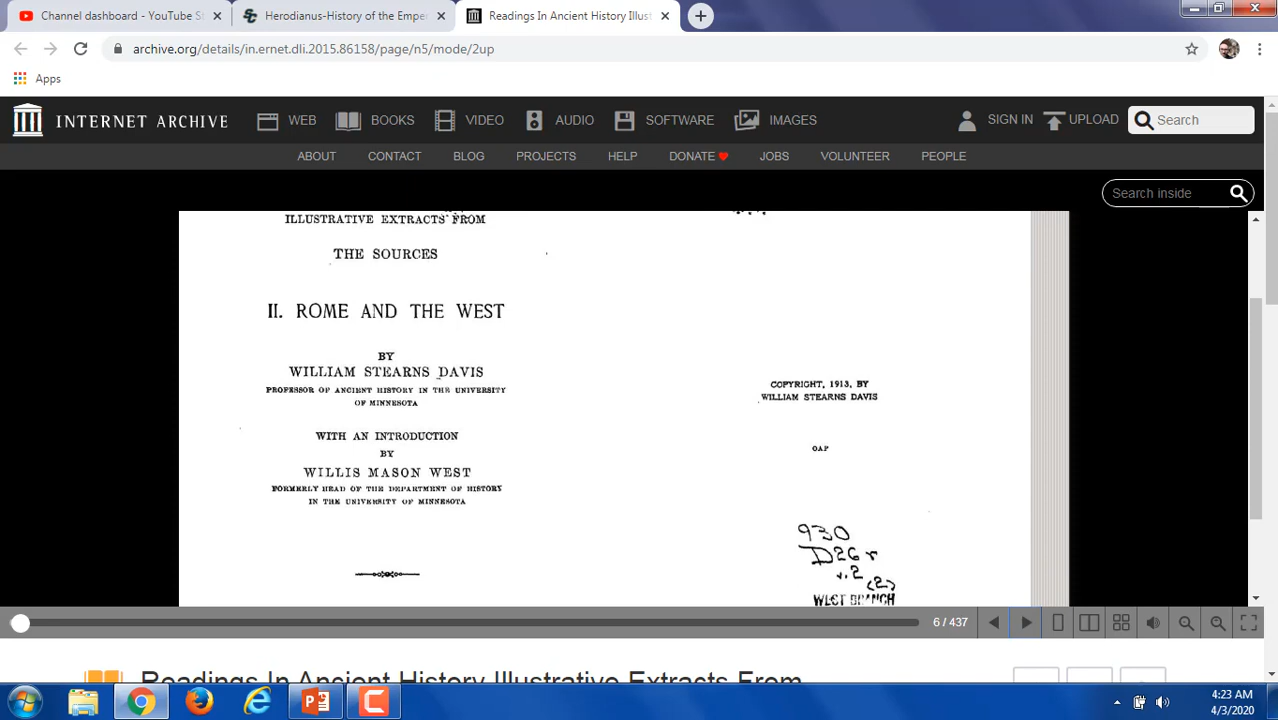 Channel dashboard - YouTube St
Herodianus-History of the Empe
Readings In Ancient History Illust
archive.org/details/in.ernet.dli.2015.86158/page/n5/mode/2up
Apps
INTERNET ARCHIVE
WEB
BOOKS
VIDEO
AUDIO
SOFTWARE
IMAGES
SIGN IN
UPLOAD
Search
ABOUT
CONTACT
BLOG
PROJECTS
HELP
DONATE
JOBS
VOLUNTEER
PEOPLE
Search inside
ILLUSTRATIVE EXTRACTS FROM
THE SOURCES
II. ROME AND THE WEST
BY
WILLIAM STEARNS DAVIS
PROFESSOR OF ANCIENT HISTORY IN THE UNIVERSITY
OF MINNESOTA
WITH AN INTRODUCTION
BY
WILLIS MASON WEST
FORMERLY HEAD OF THE DEPARTMENT OF HISTORY
IN THE UNIVERSITY OF MINNESOTA
COPYRIGHT, 1913, BY
WILLIAM STEARNS DAVIS
OAP
930
D26r
v.2
(2)
WEST BRANCH
6 / 437
Readings In Ancient History Illustrative Extracts From
4:23 AM
4/3/2020